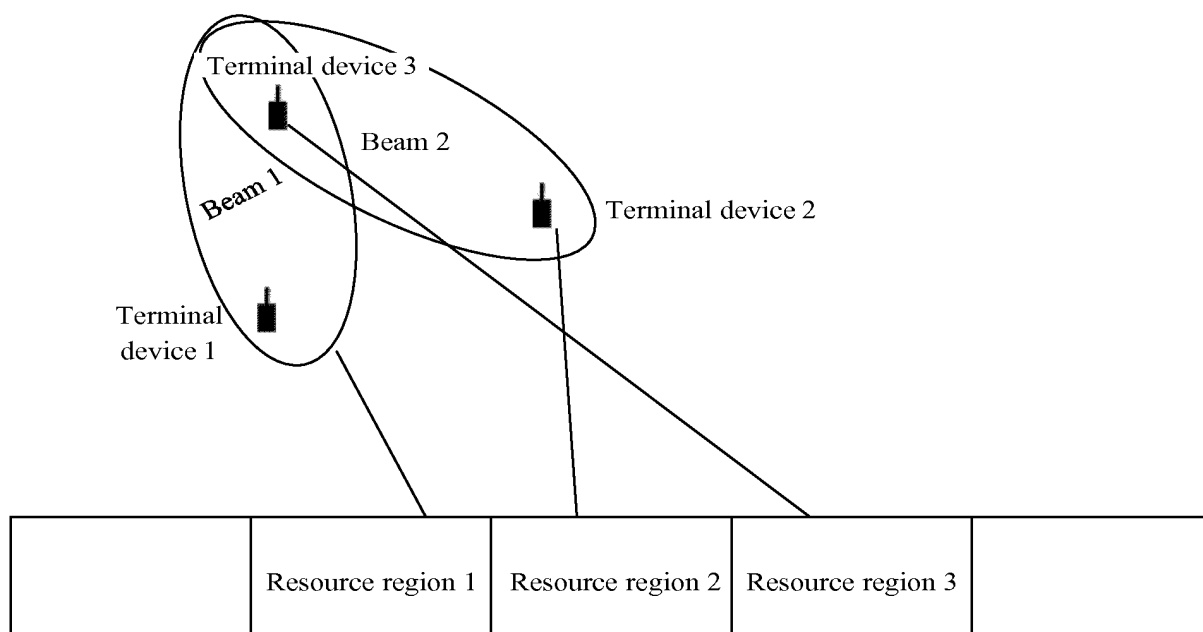 Terminal device 3
Beam 2
Beam 1
Terminal device 2
Terminal
device 1
Resource region 1
Resource region 2
Resource region 3